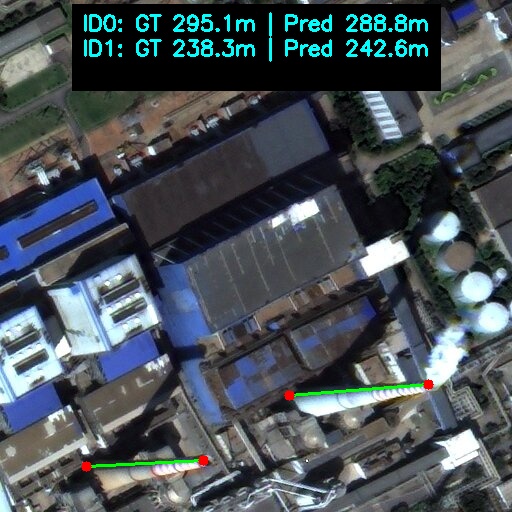 ID0: GT 295.1m | Pred 288.8m
ID1: GT 238.3m | Pred 242.6m